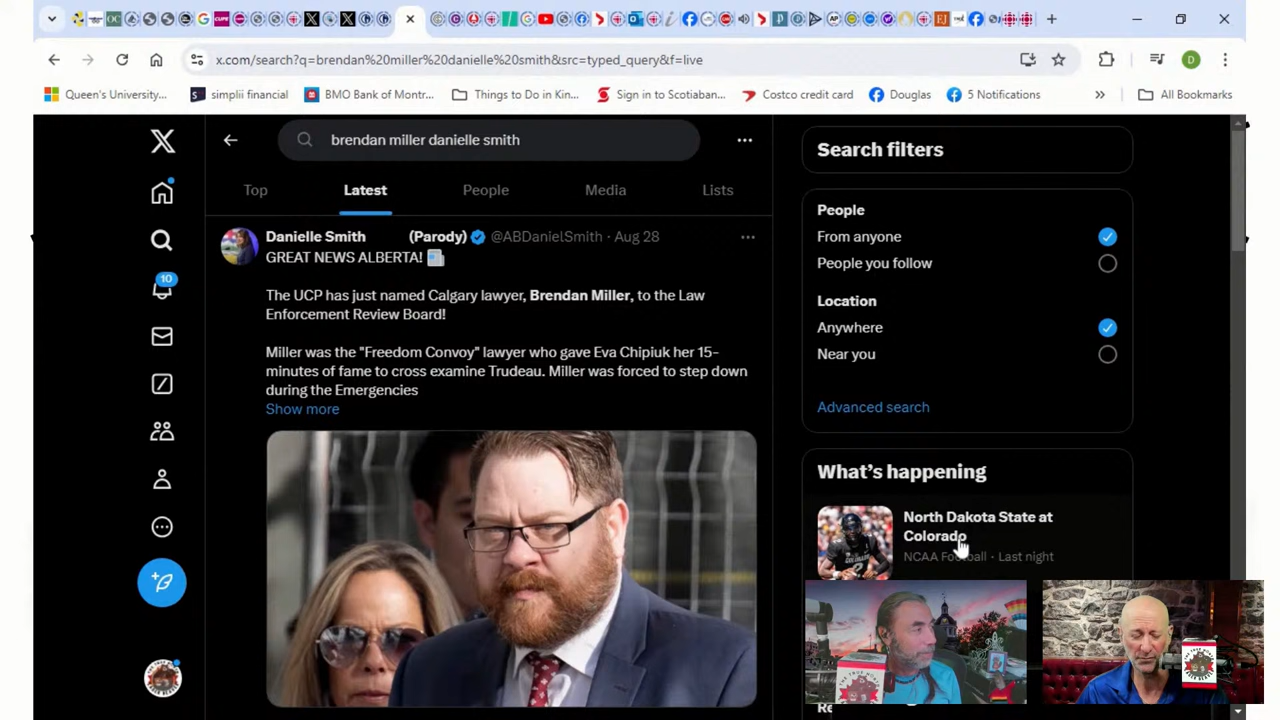 x.com/search?q=brendan%20miller%20danielle%20smith&src=typed_query&f=live
D
Queen's University...
simplii financial
BMO Bank of Montr...
Things to Do in Kin...
Sign in to Scotiaban...
Costco credit card
Douglas
5 Notifications
»
All Bookmarks
brendan miller danielle smith
Top
Latest
People
Media
Lists
Danielle Smith (Parody) @ABDanielSmith · Aug 28
GREAT NEWS ALBERTA!
The UCP has just named Calgary lawyer, Brendan Miller, to the Law
Enforcement Review Board!
Miller was the "Freedom Convoy" lawyer who gave Eva Chipiuk her 15-
minutes of fame to cross examine Trudeau. Miller was forced to step down
during the Emergencies
Show more
10
Search filters
People
From anyone
People you follow
Location
Anywhere
Near you
Advanced search
What's happening
North Dakota State at
Colorado
NCAA Football · Last night